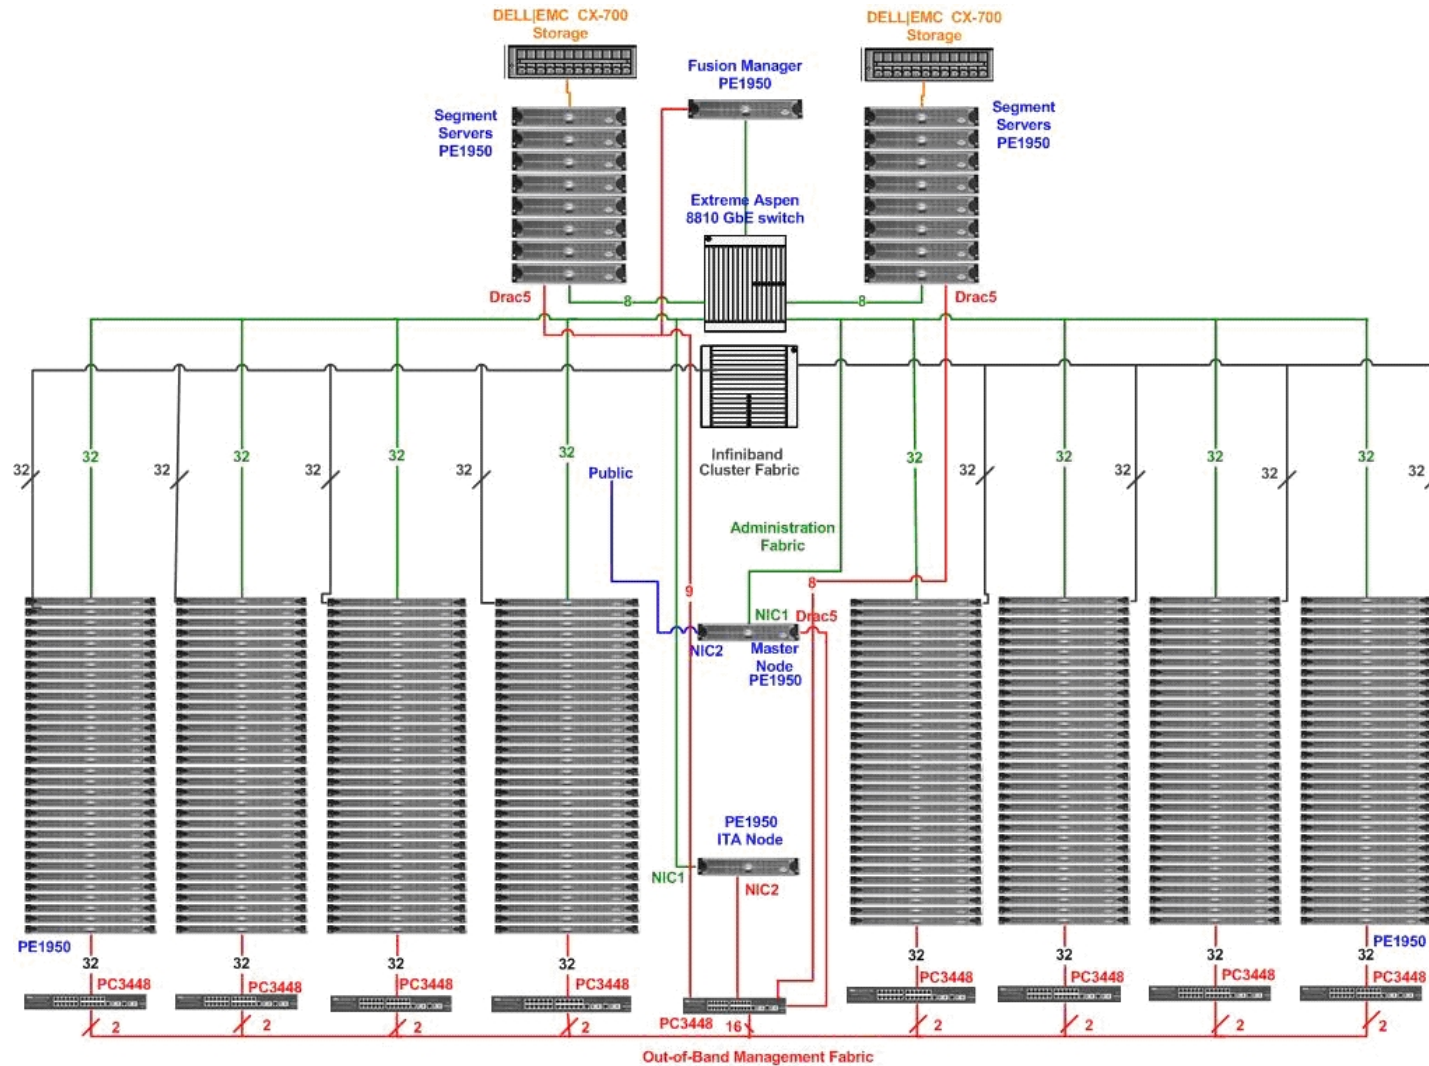 DELL|EMC CX-700
Storage
DELL|EMC CX-700
Storage
Fusion Manager
PE1950
Segment
Servers
PE1950
Segment
Servers
PE1950
Extreme Aspen
8810 GbE switch
Drac5
8
8
Drac5
32
32
32
32
32
32
32
32
32
32
32
32
Infiniband
Cluster Fabric
32
32
32
32
Public
Administration
Fabric
9
8
NIC1
Drac5
NIC2
Master
Node
PE1950
PE1950
ITA Node
NIC1
NIC2
PE1950
PE1950
32
32
32
32
32
32
32
32
PC3448
PC3448
PC3448
PC3448
PC3448
PC3448
PC3448
PC3448
PC3448
2
2
2
2
16
2
2
2
2
Out-of-Band Management Fabric